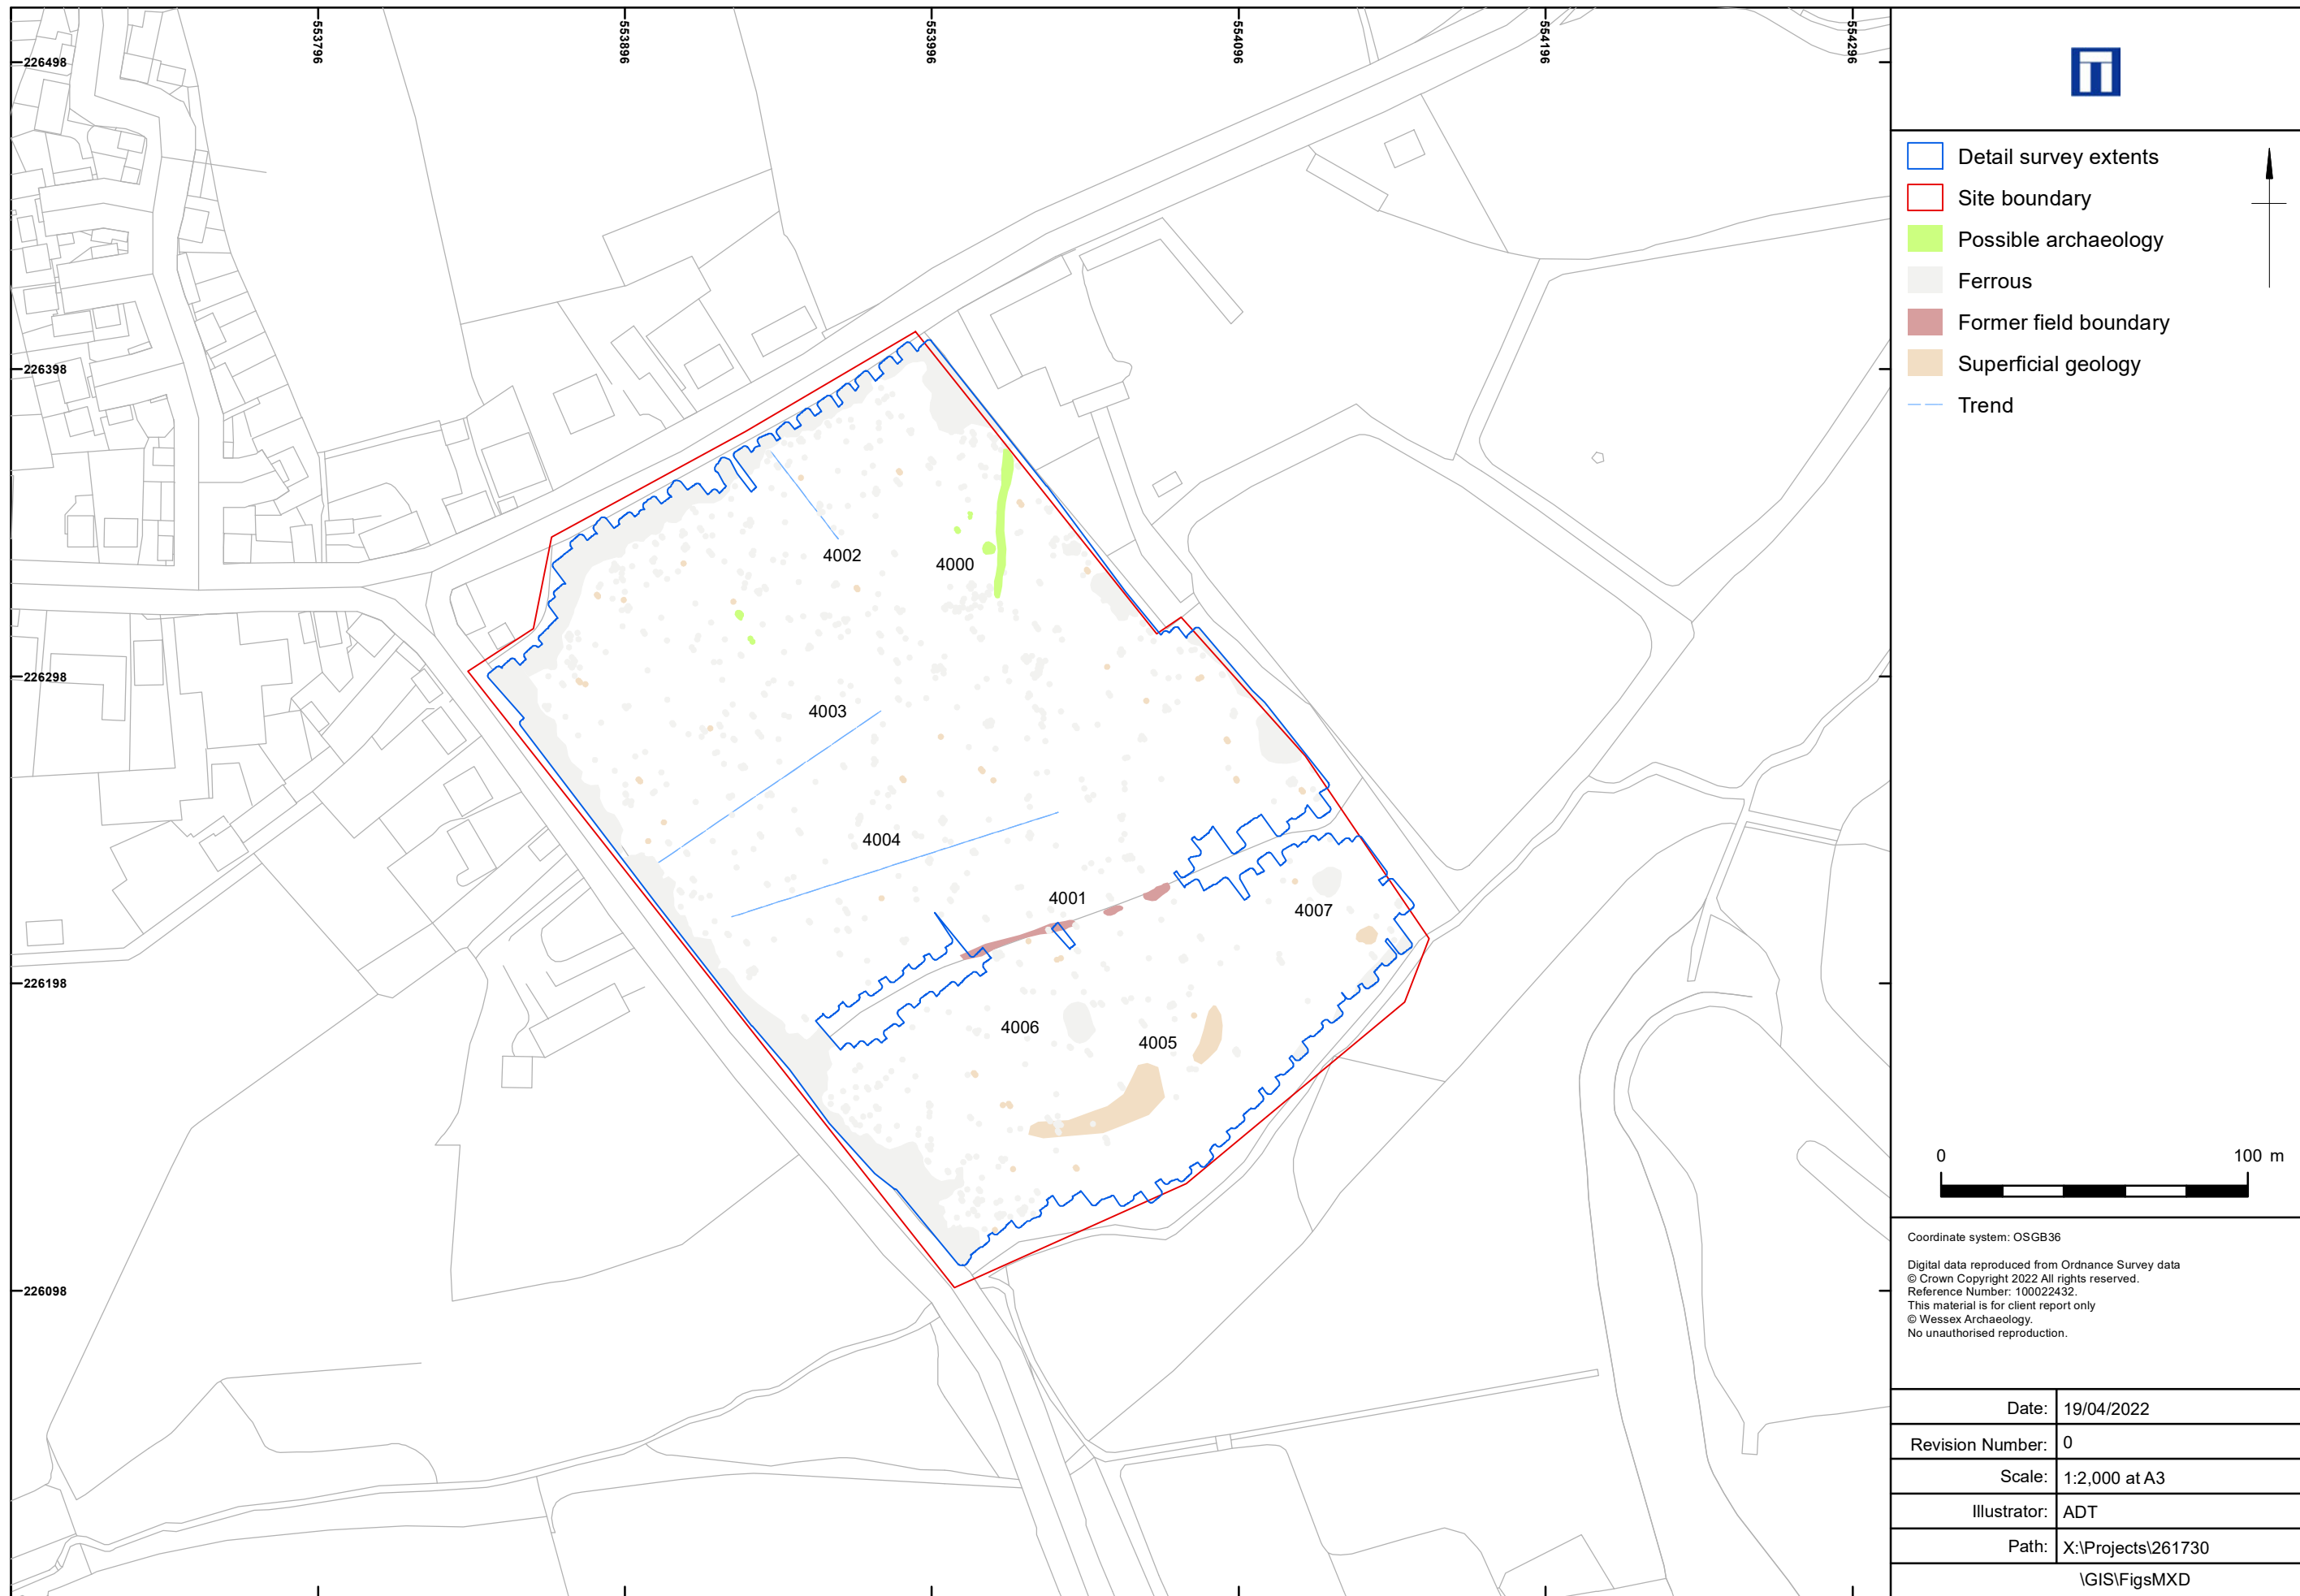 553796
553896
553996
554096
554196
554296
226498
226398
226298
226198
226098
4002
4000
4003
4004
4001
4007
4006
4005
Detail survey extents
Site boundary
Possible archaeology
Ferrous
Former field boundary
Superficial geology
Trend
0 100 m
Coordinate system: OSGB36
Digital data reproduced from Ordnance Survey data
© Crown Copyright 2022 All rights reserved.
Reference Number: 100022432.
This material is for client report only
© Wessex Archaeology.
No unauthorised reproduction.
Date: 19/04/2022
Revision Number: 0
Scale: 1:2,000 at A3
Illustrator: ADT
Path: X:\Projects\261730
\GIS\FigsMXD